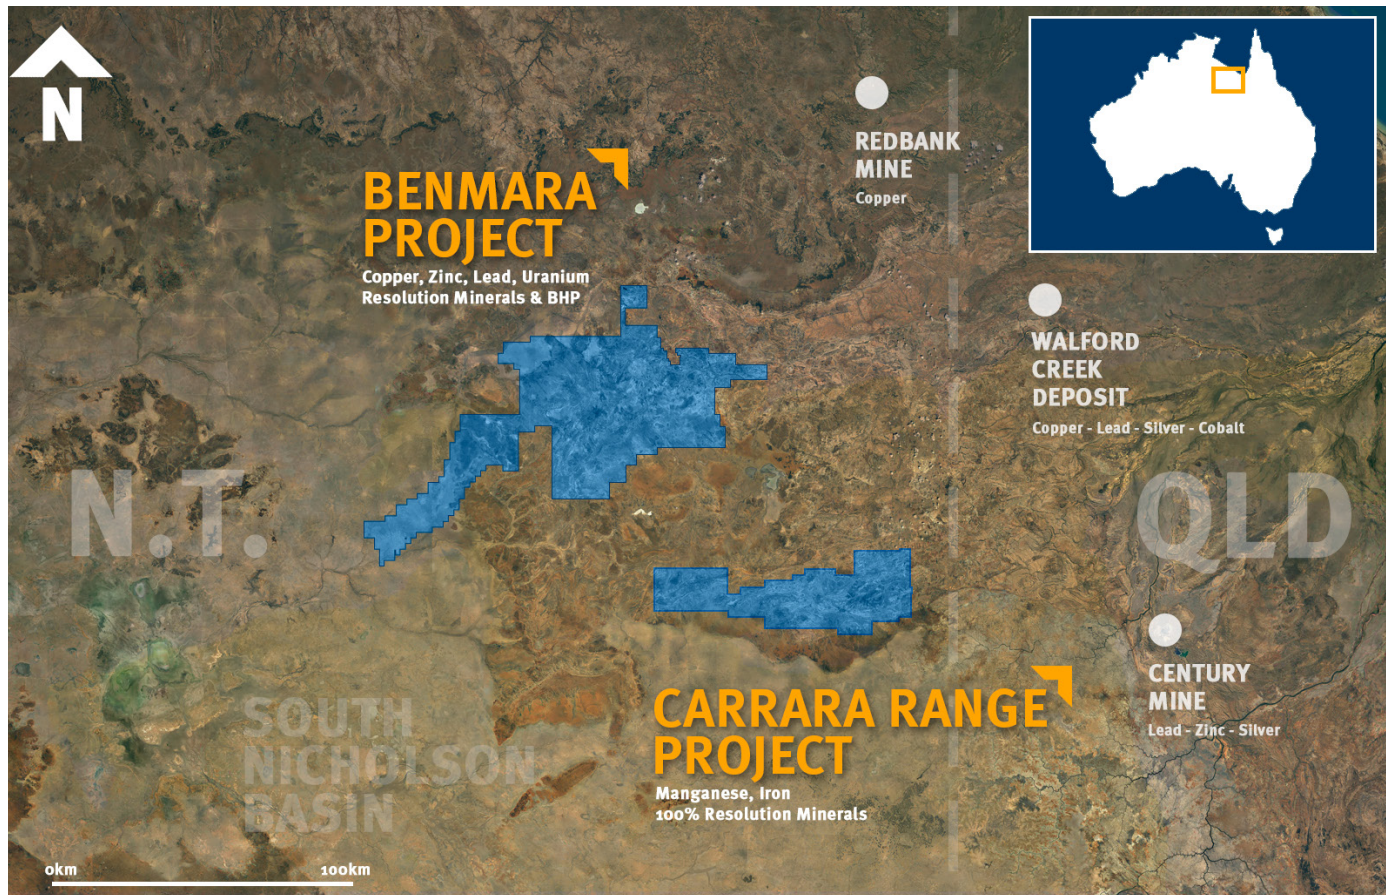 N
BENMARA
PROJECT
Copper, Zinc, Lead, Uranium
Resolution Minerals & BHP
REDBANK
MINE
Copper
WALFORD
CREEK
DEPOSIT
Copper - Lead - Silver - Cobalt
N.T.
QLD
CENTURY
MINE
Lead - Zinc - Silver
CARRARA RANGE
PROJECT
Manganese, Iron
100% Resolution Minerals
SOUTH
NICHOLSON
BASIN
0km 100km